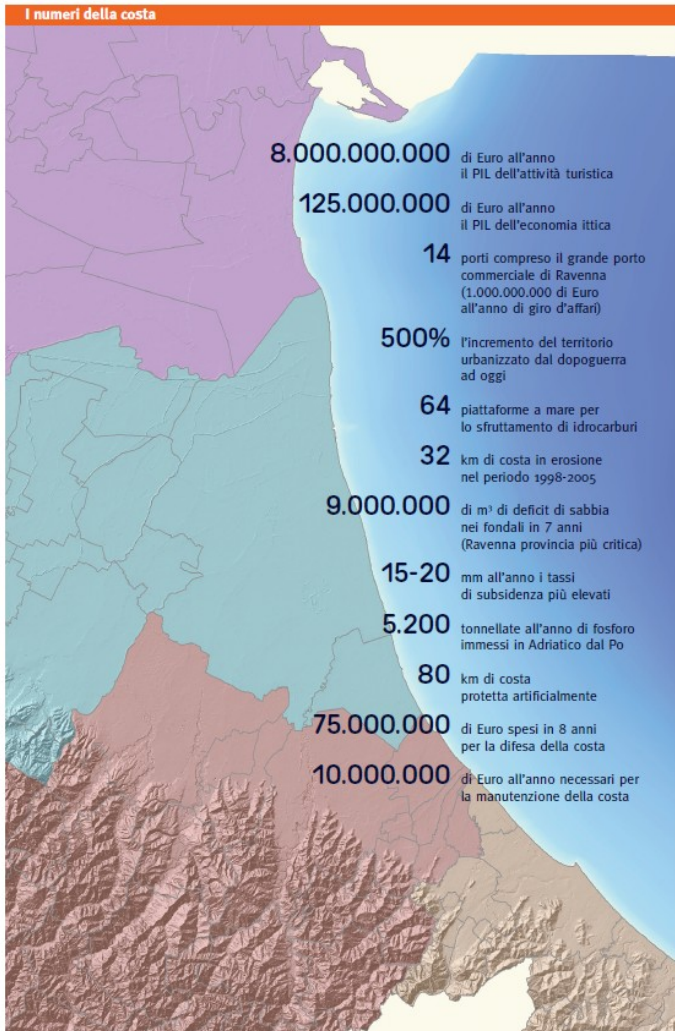 I numeri della costa
8.000.000.000 di Euro all'anno
il PIL dell'attività turistica
125.000.000 di Euro all'anno
il PIL dell'economia ittica
14 porti compreso il grande porto
commerciale di Ravenna
(1.000.000.000 di Euro
all'anno di giro d'affari)
500% l'incremento del territorio
urbanizzato dal dopoguerra
ad oggi
64 piattaforme a mare per
lo sfruttamento di idrocarburi
32 km di costa in erosione
nel periodo 1998-2005
9.000.000 di m³ di deficit di sabbia
nei fondali in 7 anni
(Ravenna provincia più critica)
15-20 mm all'anno i tassi
di subsidenza più elevati
5.200 tonnellate all'anno di fosforo
immessi in Adriatico dal Po
80 km di costa
protetta artificialmente
75.000.000 di Euro spesi in 8 anni
per la difesa della costa
10.000.000 di Euro all'anno necessari per
la manutenzione della costa